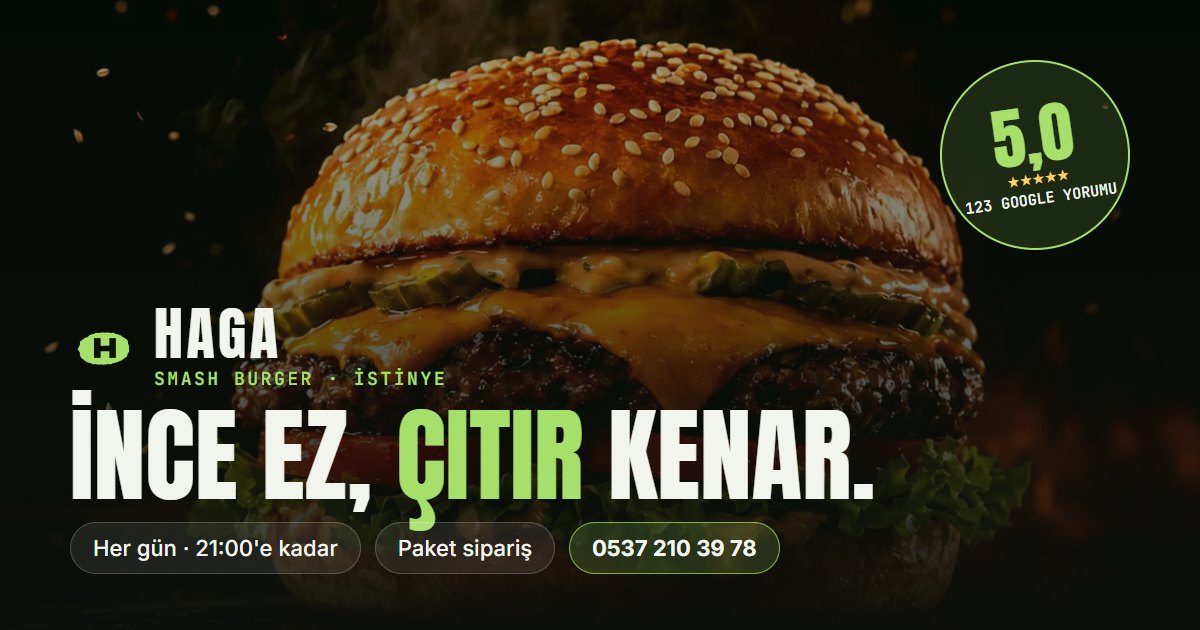 5,0
★★★★★
123 GOOGLE YORUMU
H
HAGA
SMASH BURGER · İSTİNYE
İNCE EZ, ÇITIR KENAR.
Her gün · 21:00'e kadar
Paket sipariş
0537 210 39 78